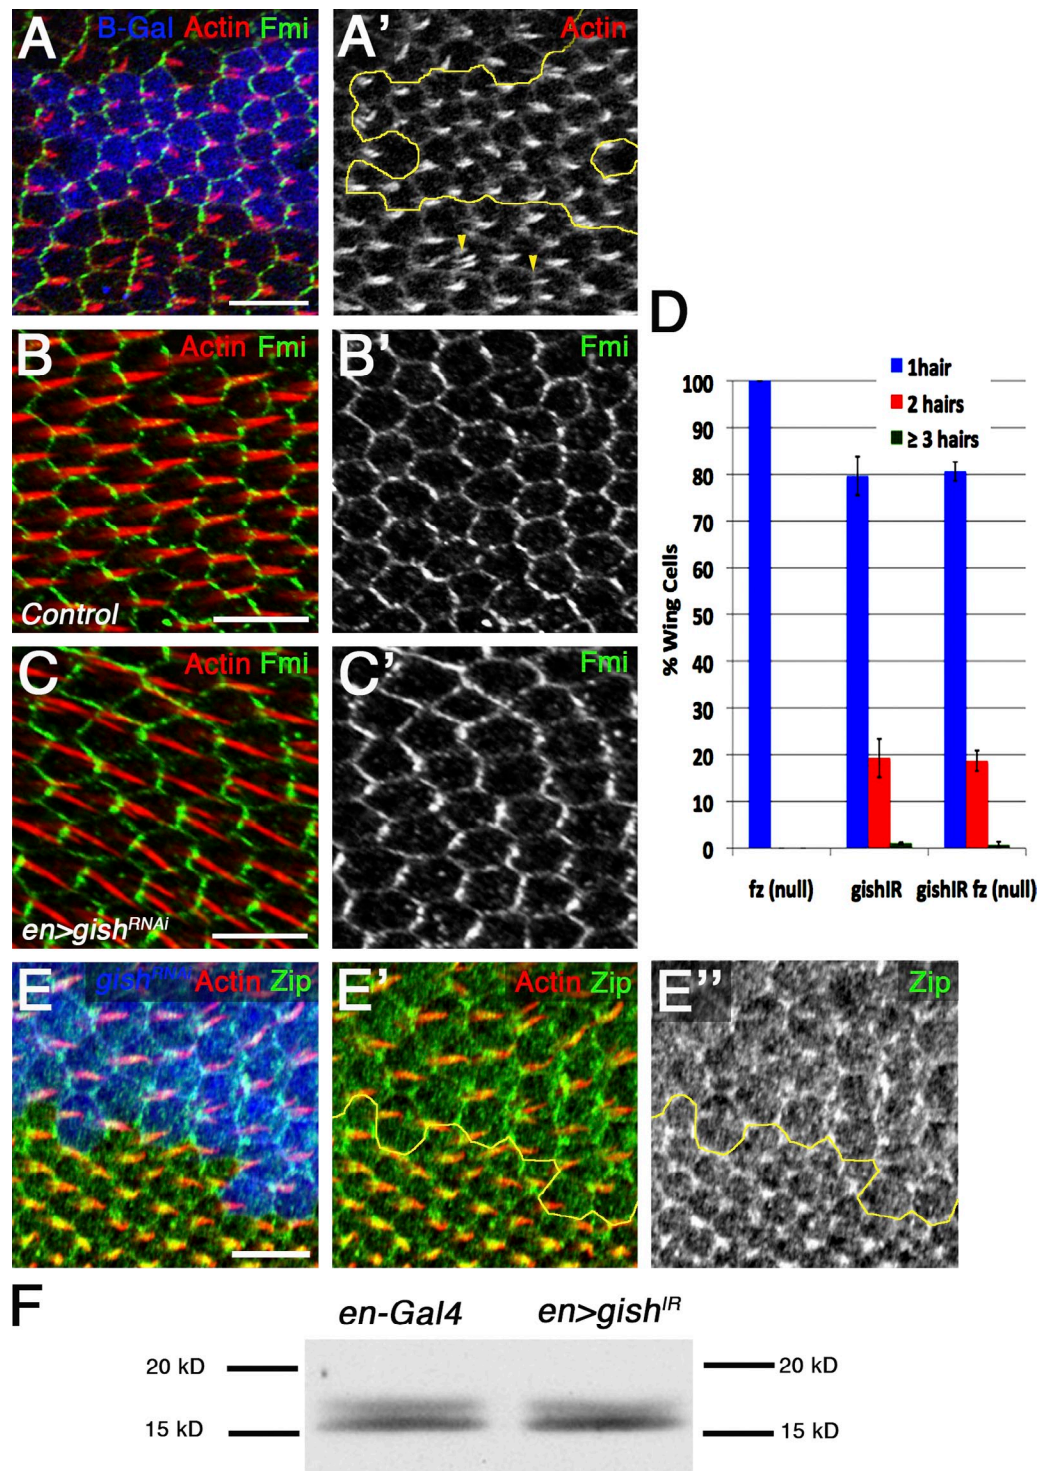 A B-Gal Actin Fmi
A’ Actin
B Actin Fmi
Control
B’ Fmi
C Actin Fmi
en>gish^RNAi
C’ Fmi
D
1hair
2 hairs
≥ 3 hairs
% Wing Cells
100
90
80
70
60
50
40
30
20
10
0
fz (null) gishIR gishIR fz (null)
E gish^RNAi Actin Zip
E’ Actin Zip
E’’ Zip
F
en-Gal4 en>gish^IR
20 kD 20 kD
15 kD 15 kD